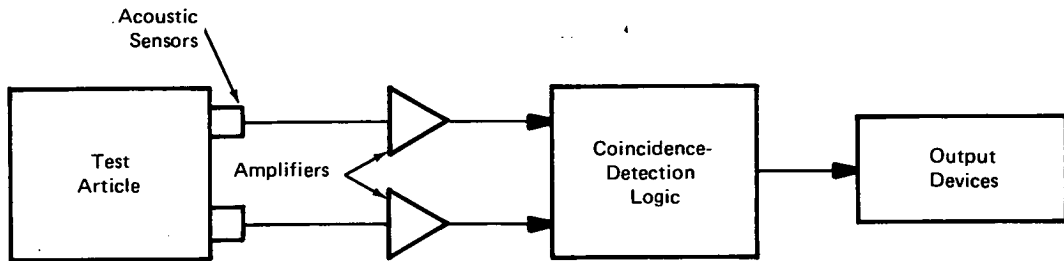 Acoustic
Sensors
Test
Article
Amplifiers
Coincidence-
Detection
Logic
Output
Devices